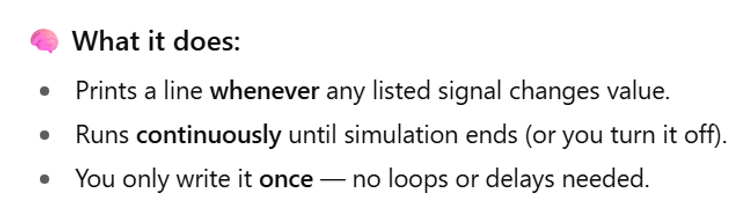 🧠 What it does:
• Prints a line whenever any listed signal changes value.
• Runs continuously until simulation ends (or you turn it off).
• You only write it once — no loops or delays needed.